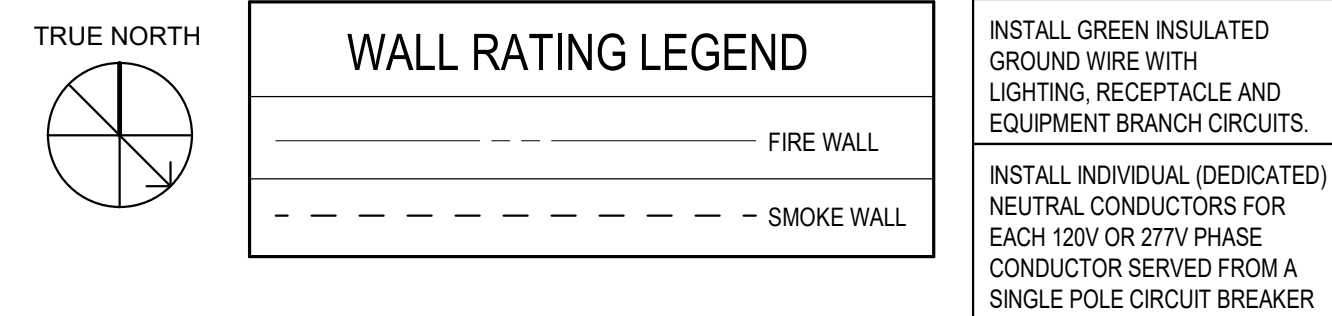 TRUE NORTH
WALL RATING LEGEND
FIRE WALL
SMOKE WALL
INSTALL GREEN INSULATED
GROUND WIRE WITH
LIGHTING, RECEPTACLE AND
EQUIPMENT BRANCH CIRCUITS.
INSTALL INDIVIDUAL (DEDICATED)
NEUTRAL CONDUCTORS FOR
EACH 120V OR 277V PHASE
CONDUCTOR SERVED FROM A
SINGLE POLE CIRCUIT BREAKER